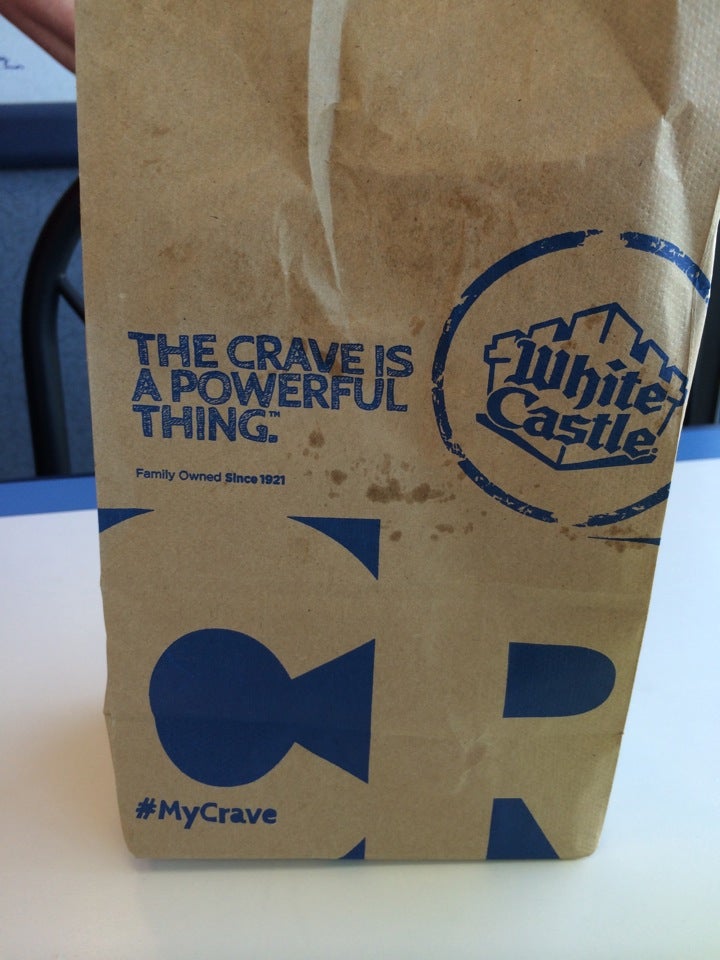 THE CRAVE IS
A POWERFUL
THING.™
White
Castle
Family Owned Since 1921
CR
#MyCrave